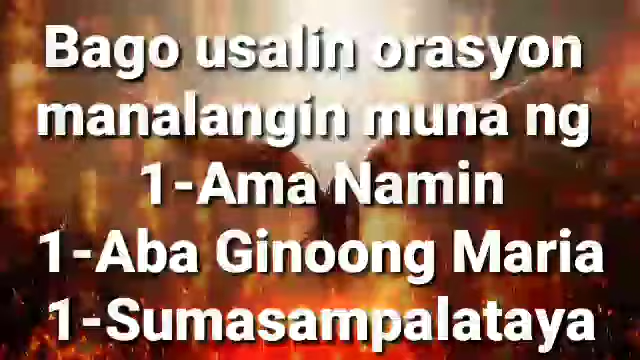 Bago usalin orasyon
manalangin muna ng
1-Ama Namin
1-Aba Ginoong Maria
1-Sumasampalataya